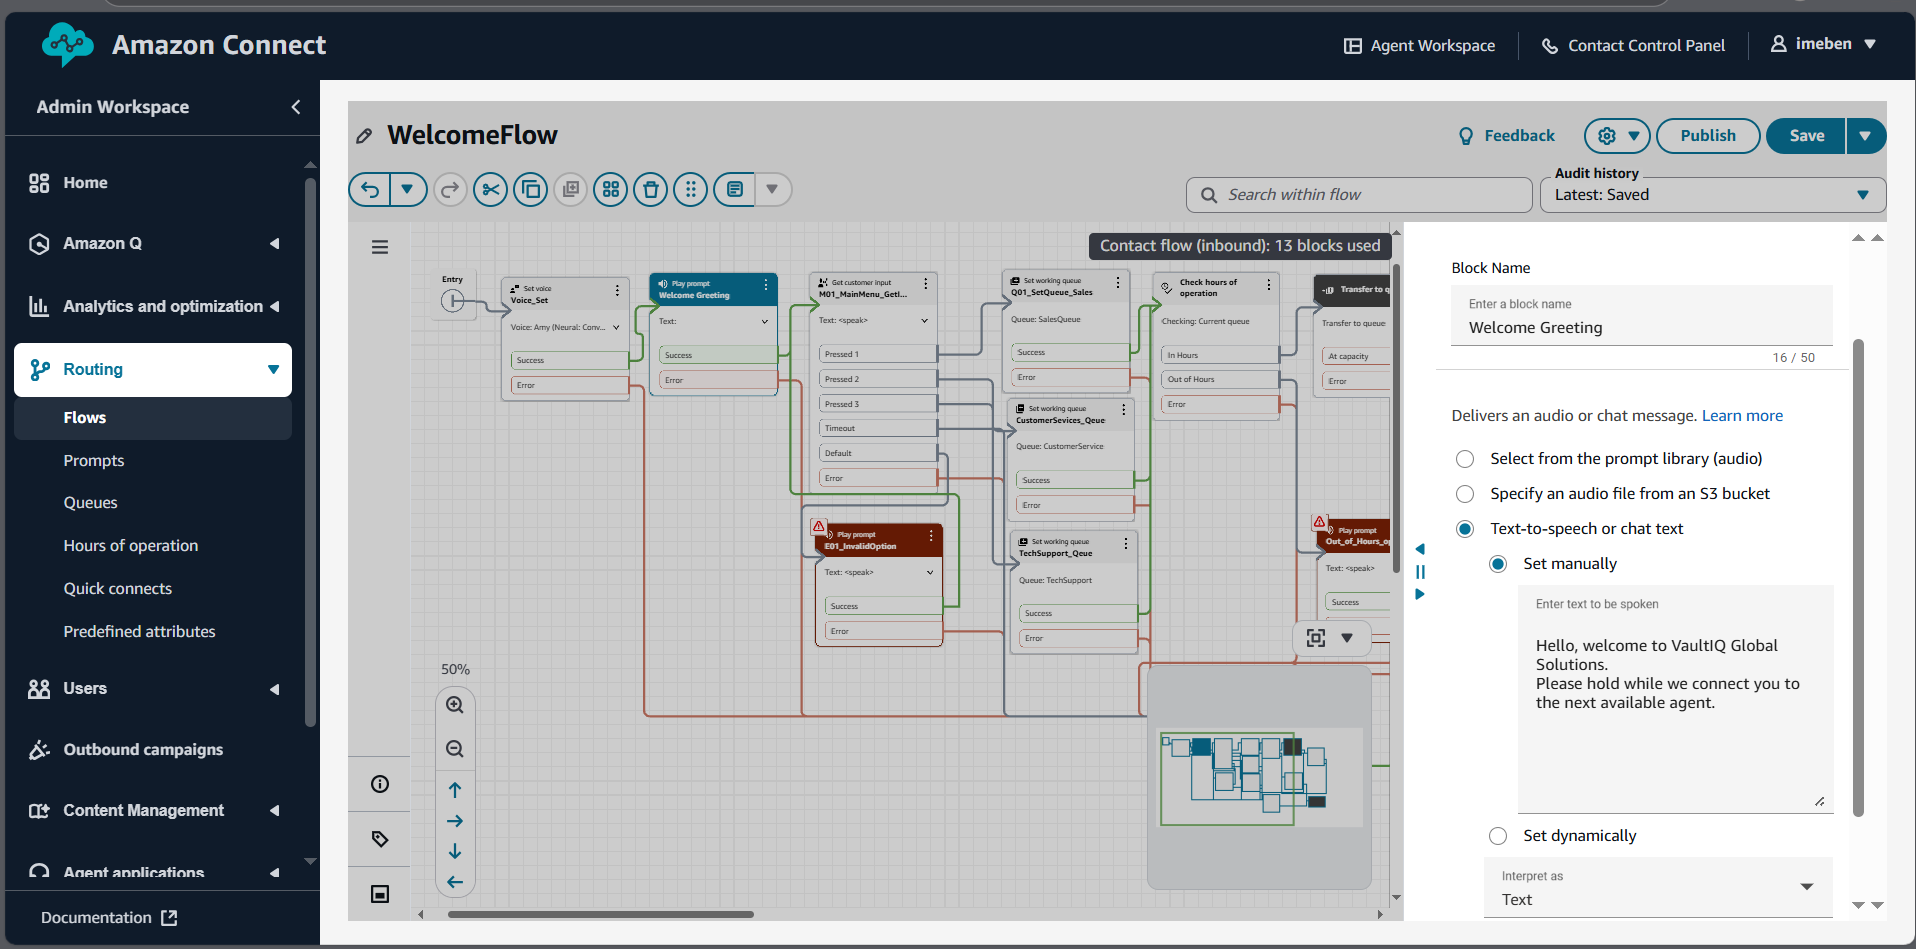 Amazon Connect
Agent Workspace
Contact Control Panel
imeben
Admin Workspace
Home
Amazon Q
Analytics and optimization
Routing
Flows
Prompts
Queues
Hours of operation
Quick connects
Predefined attributes
Users
Outbound campaigns
Content Management
Agent applications
Documentation
WelcomeFlow
Feedback
Publish
Save
Search within flow
Audit history
Latest: Saved
Contact flow (inbound): 13 blocks used
Entry
Set voice
Voice_Set
Voice: Amy (Neural: Conv...
Success
Error
Play prompt
Welcome Greeting
Text:
Success
Error
Get customer input
M01_MainMenu_GetI...
Text: <speak>
Pressed 1
Pressed 2
Pressed 3
Timeout
Default
Error
Play prompt
E01_InvalidOption
Text: <speak>
Success
Error
Set working queue
Q01_SetQueue_Sales
Queue: SalesQueue
Success
Error
Set working queue
CustomerSevices_Qeue
Queue: CustomerService
Success
Error
Set working queue
TechSupport_Qeue
Queue: TechSupport
Success
Error
Check hours of
operation
Checking: Current queue
In Hours
Out of Hours
Error
Transfer to q
Transfer to queue
At capacity
Error
Play prompt
Out_of_Hours_o
Text: <speak>
Success
50%
Block Name
Enter a block name
Welcome Greeting
16 / 50
Delivers an audio or chat message. Learn more
Select from the prompt library (audio)
Specify an audio file from an S3 bucket
Text-to-speech or chat text
Set manually
Enter text to be spoken
Hello, welcome to VaultIQ Global
Solutions.
Please hold while we connect you to
the next available agent.
Set dynamically
Interpret as
Text